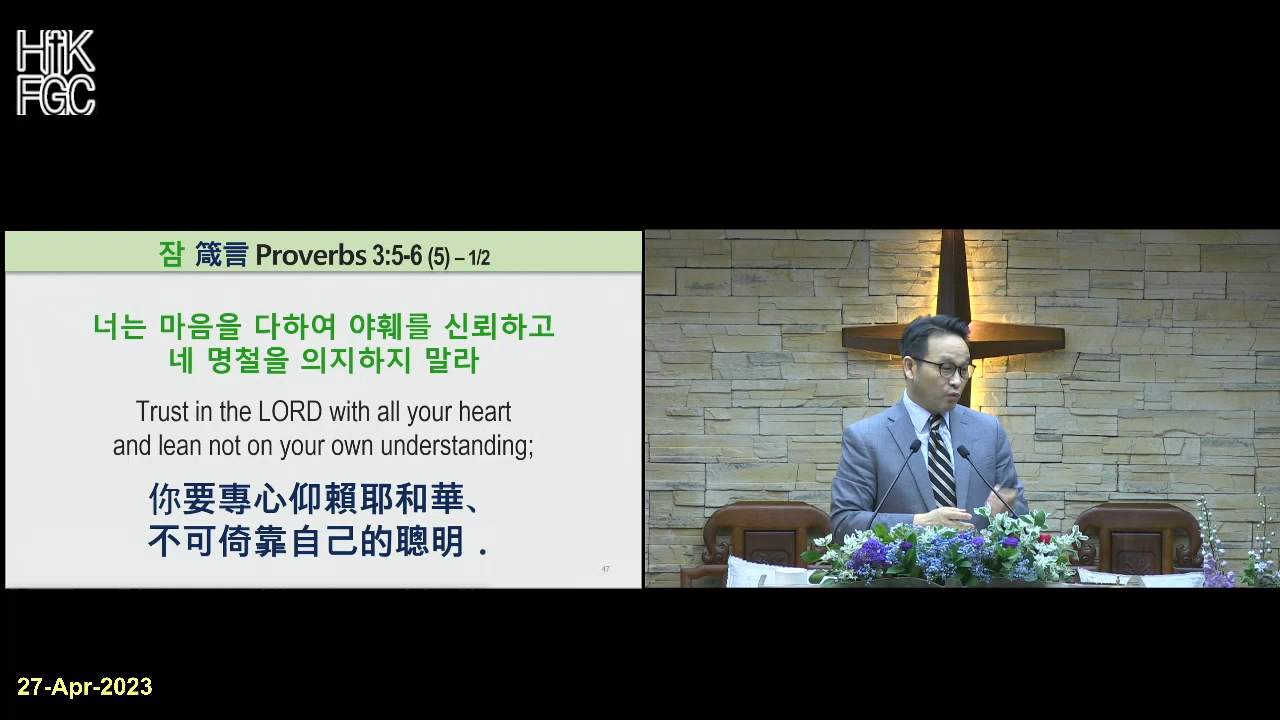 HfK
FGC
잠 箴言 Proverbs 3:5-6 (5) – 1/2
너는 마음을 다하여 야훼를 신뢰하고
네 명철을 의지하지 말라
Trust in the LORD with all your heart
and lean not on your own understanding;
你要專心仰賴耶和華、
不可倚靠自己的聰明 .
47
27-Apr-2023